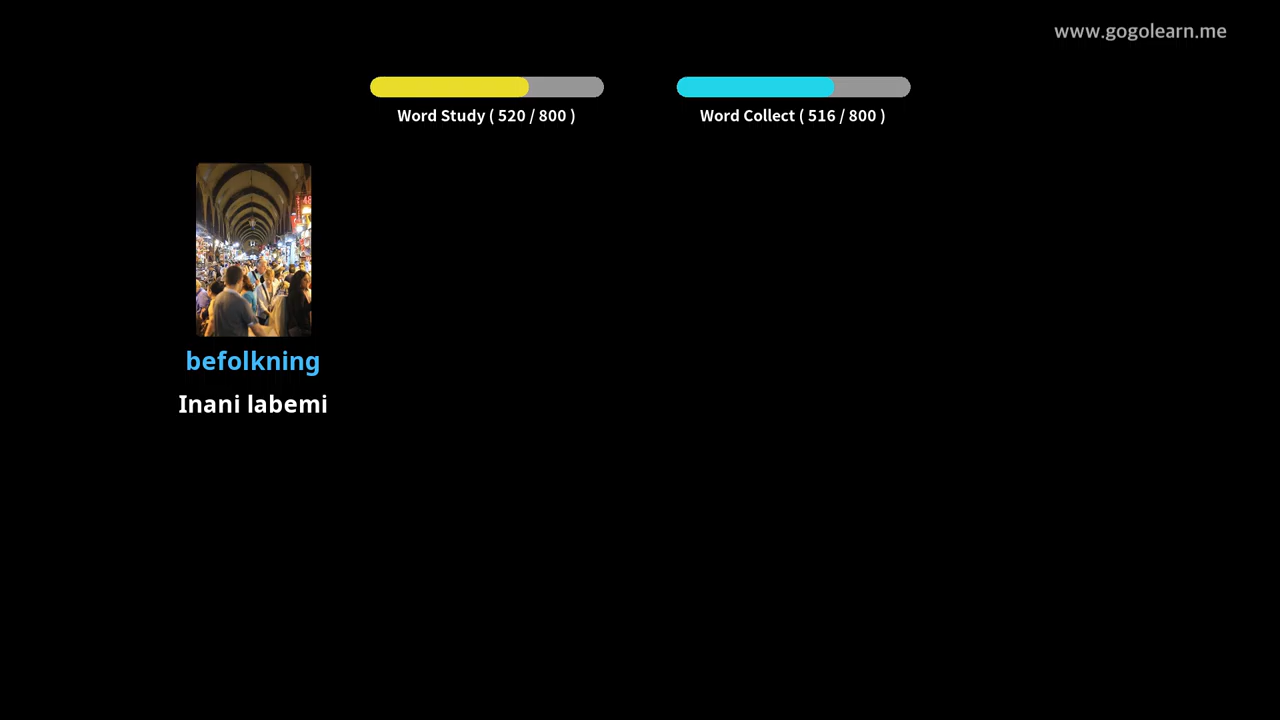 www.gogolearn.me
Word Study ( 520 / 800 )
Word Collect ( 516 / 800 )
befolkning
Inani labemi